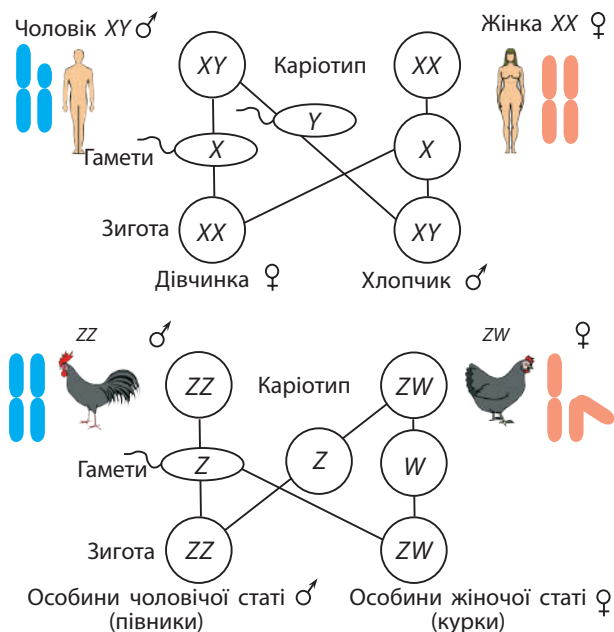 Чоловік XY ♂
Жінка XX ♀
XY
Каріотип
XX
Y
Гамети
X
X
Зигота
XX
XY
Дівчинка ♀
Хлопчик ♂
ZZ
♂
ZW
♀
ZZ
Каріотип
ZW
Гамети
Z
Z
W
Зигота
ZZ
ZW
Особини чоловічої статі ♂
(півники)
Особини жіночої статі ♀
(курки)